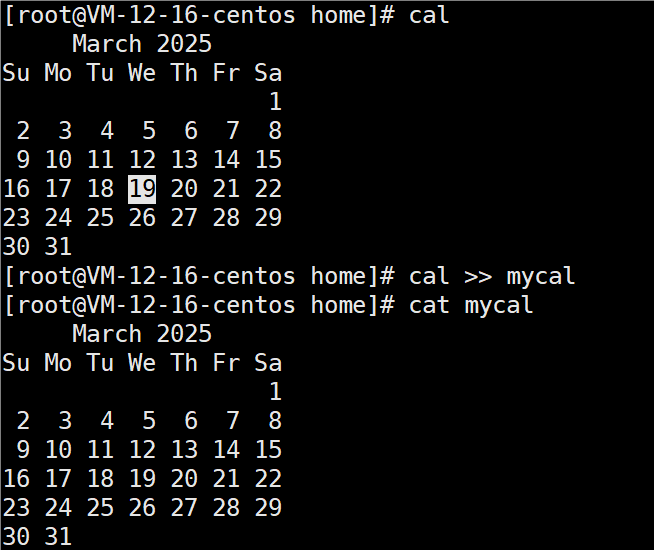 [root@VM-12-16-centos home]# cal
     March 2025
Su Mo Tu We Th Fr Sa
                   1
 2  3  4  5  6  7  8
 9 10 11 12 13 14 15
16 17 18 19 20 21 22
23 24 25 26 27 28 29
30 31
[root@VM-12-16-centos home]# cal >> mycal
[root@VM-12-16-centos home]# cat mycal
     March 2025
Su Mo Tu We Th Fr Sa
                   1
 2  3  4  5  6  7  8
 9 10 11 12 13 14 15
16 17 18 19 20 21 22
23 24 25 26 27 28 29
30 31